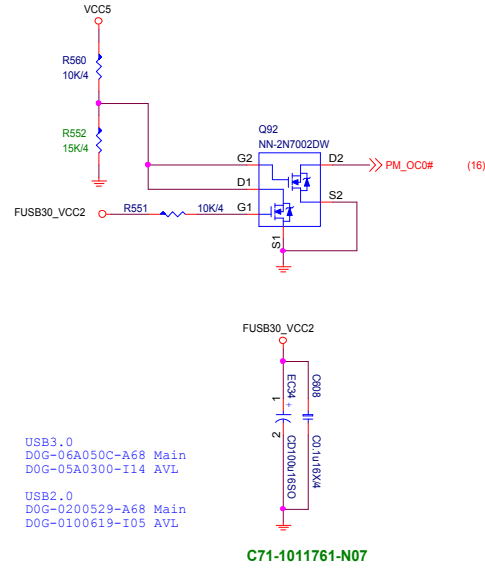 VCC5
R560
10K/4
R552
15K/4
Q92
NN-2N7002DW
G2
D2
PM_OC0#
(16)
D1
S2
FUSB30_VCC2
R551
10K/4
G1
S1
FUSB30_VCC2
1
2
EC34
+
CD100u16SO
C608
C0.1u16X/4
USB3.0
D0G-06A050C-A68 Main
D0G-05A0300-I14 AVL
USB2.0
D0G-0200529-A68 Main
D0G-0100619-I05 AVL
C71-1011761-N07